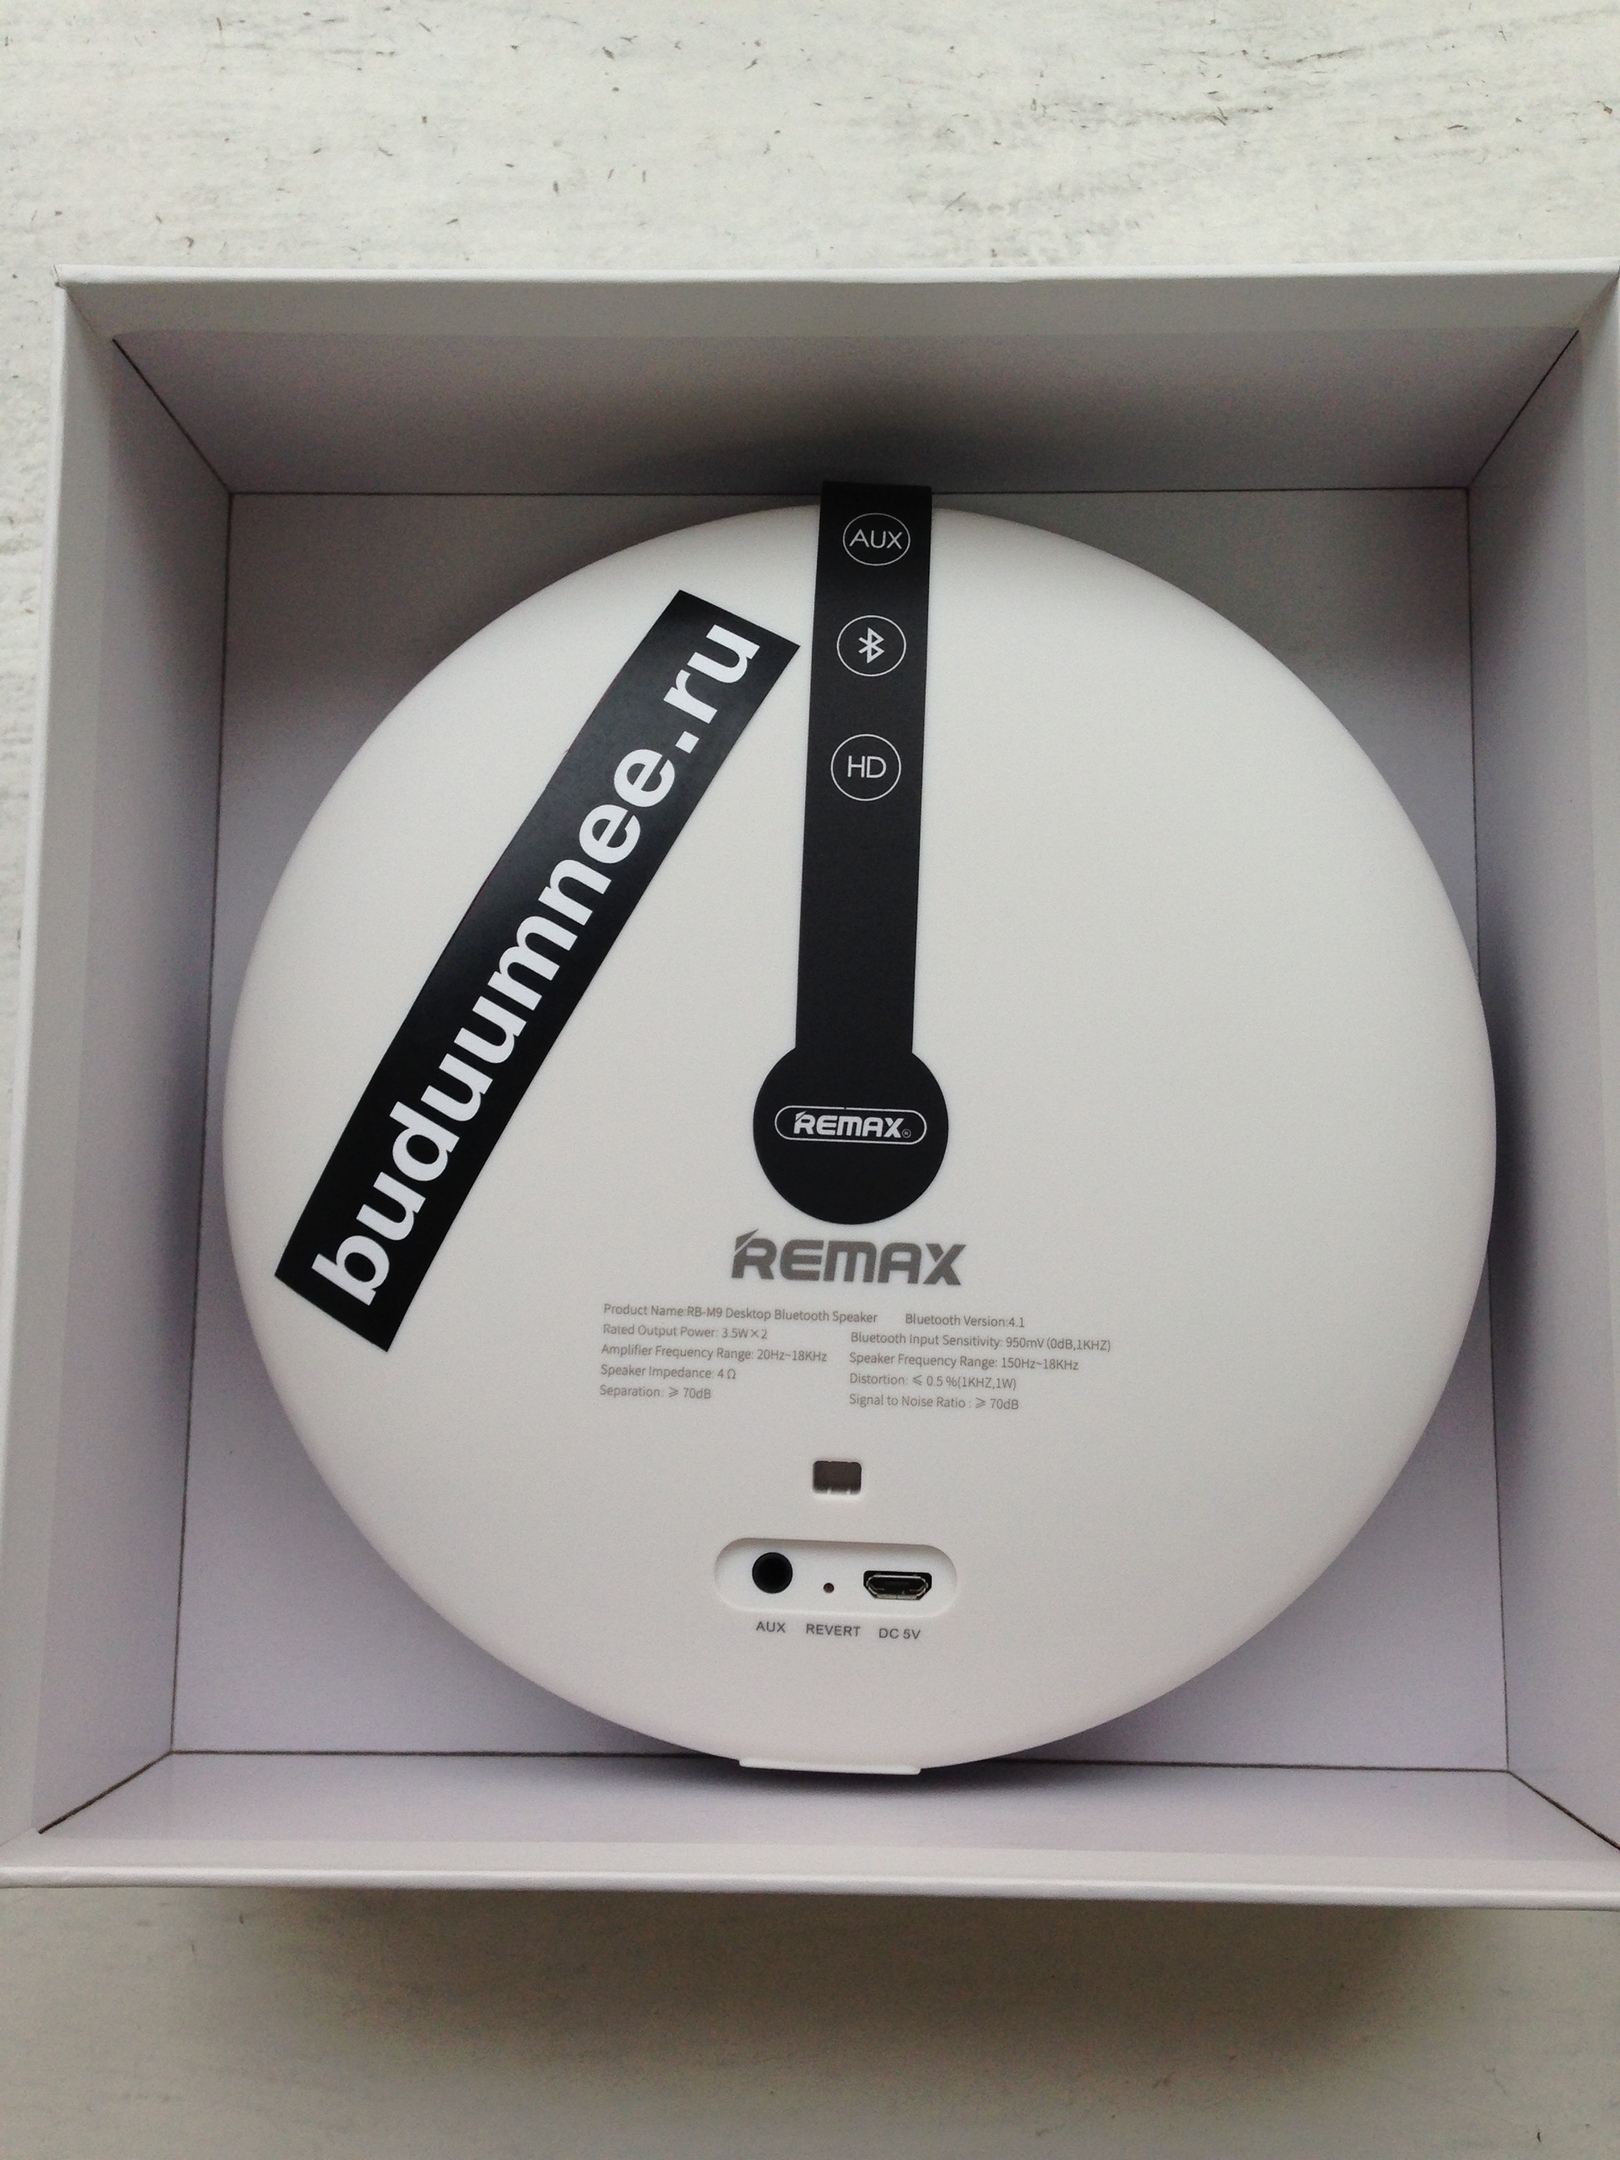 AUX
HD
buduumnee.ru
REMAX®
REMAX
Product Name:RB-M9 Desktop Bluetooth Speaker Bluetooth Version:4.1
Rated Output Power: 3.5W×2 Bluetooth Input Sensitivity: 950mV (0dB,1KHZ)
Amplifier Frequency Range: 20Hz~18KHz Speaker Frequency Range: 150Hz~18KHz
Speaker Impedance: 4 Ω Distortion: ⩽ 0.5 %(1KHZ,1W)
Separation: ⩾ 70dB Signal to Noise Ratio : ⩾ 70dB
AUX REVERT DC 5V